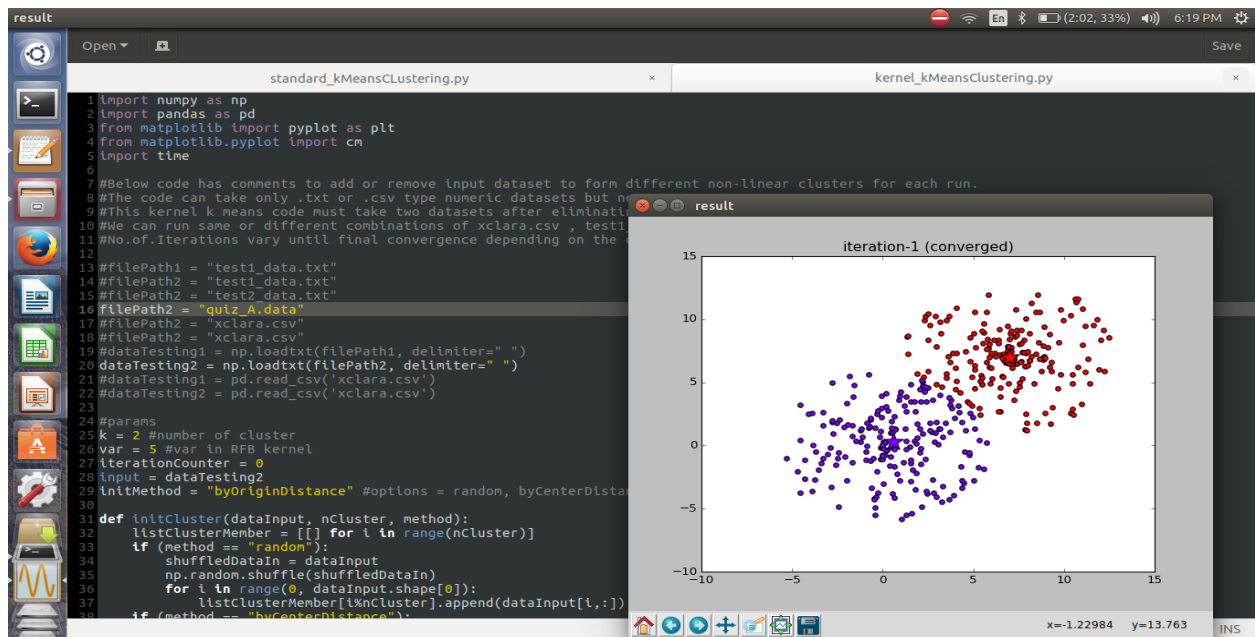 result
En (2:02, 33%) 6:19 PM
Open Save
standard_kMeansCLustering.py × kernel_kMeansClustering.py ×
1 import numpy as np
2 import pandas as pd
3 from matplotlib import pyplot as plt
4 from matplotlib.pyplot import cm
5 import time
6
7 #Below code has comments to add or remove input dataset to form different non-linear clusters for each run.
8 #The code can take only .txt or .csv type numeric datasets but n
9 #This kernel k means code must take two datasets after eliminati
10 #We can run same or different combinations of xclara.csv , test1
11 #No.of.Iterations vary until final convergence depending on the
12
13 #filePath1 = "test1_data.txt"
14 #filePath2 = "test1_data.txt"
15 #filePath2 = "test2_data.txt"
16 filePath2 = "quiz_A.data"
17 #filePath2 = "xclara.csv"
18 #filePath2 = "xclara.csv"
19 #dataTesting1 = np.loadtxt(filePath1, delimiter=" ")
20 dataTesting2 = np.loadtxt(filePath2, delimiter=" ")
21 #dataTesting1 = pd.read_csv('xclara.csv')
22 #dataTesting2 = pd.read_csv('xclara.csv')
23
24 #params
25 k = 2 #number of cluster
26 var = 5 #var in RFB kernel
27 iterationCounter = 0
28 input = dataTesting2
29 initMethod = "byOriginDistance" #options = random, byCenterDista
30
31 def initCluster(dataInput, nCluster, method):
32 listClusterMember = [[] for i in range(nCluster)]
33 if (method == "random"):
34 shuffledDataIn = dataInput
35 np.random.shuffle(shuffledDataIn)
36 for i in range(0, dataInput.shape[0]):
37 listClusterMember[i%nCluster].append(dataInput[i,:])
38 if (method == "byCenterDistance"):
result
iteration-1 (converged)
15
10
5
0
−5
−10
−10 −5 0 5 10 15
x=-1.22984 y=13.763
INS